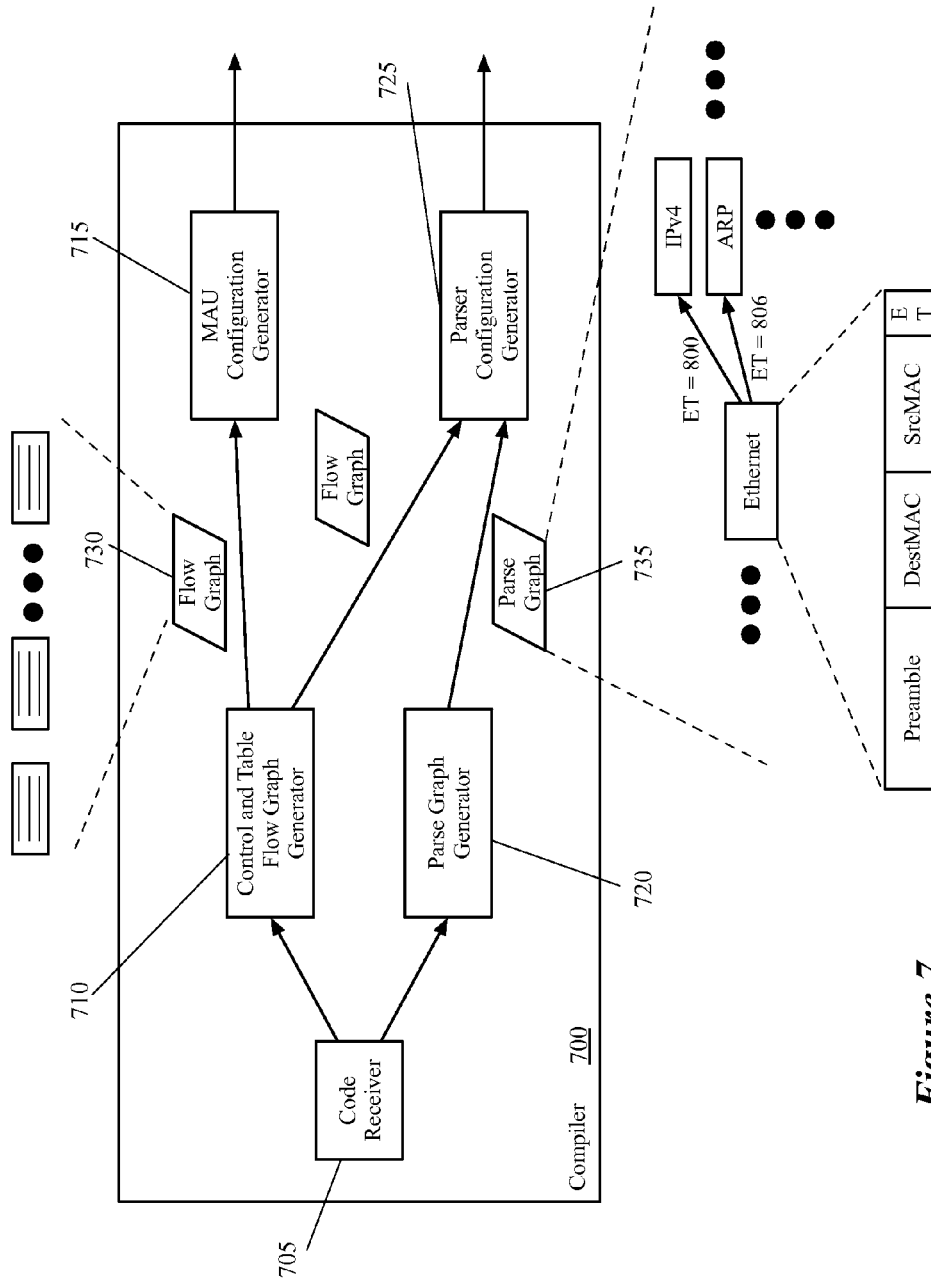 730
Flow
Graph
715
MAU
Configuration
Generator
725
710
Control and Table
Flow Graph
Generator
Flow
Graph
Parser
Configuration
Generator
705
Code
Receiver
Parse Graph
Generator
720
Parse
Graph
735
Compiler 700
ET = 800
IPv4
ET = 806
ARP
Ethernet
Preamble
DestMAC
SrcMAC
E
T
Figure 7